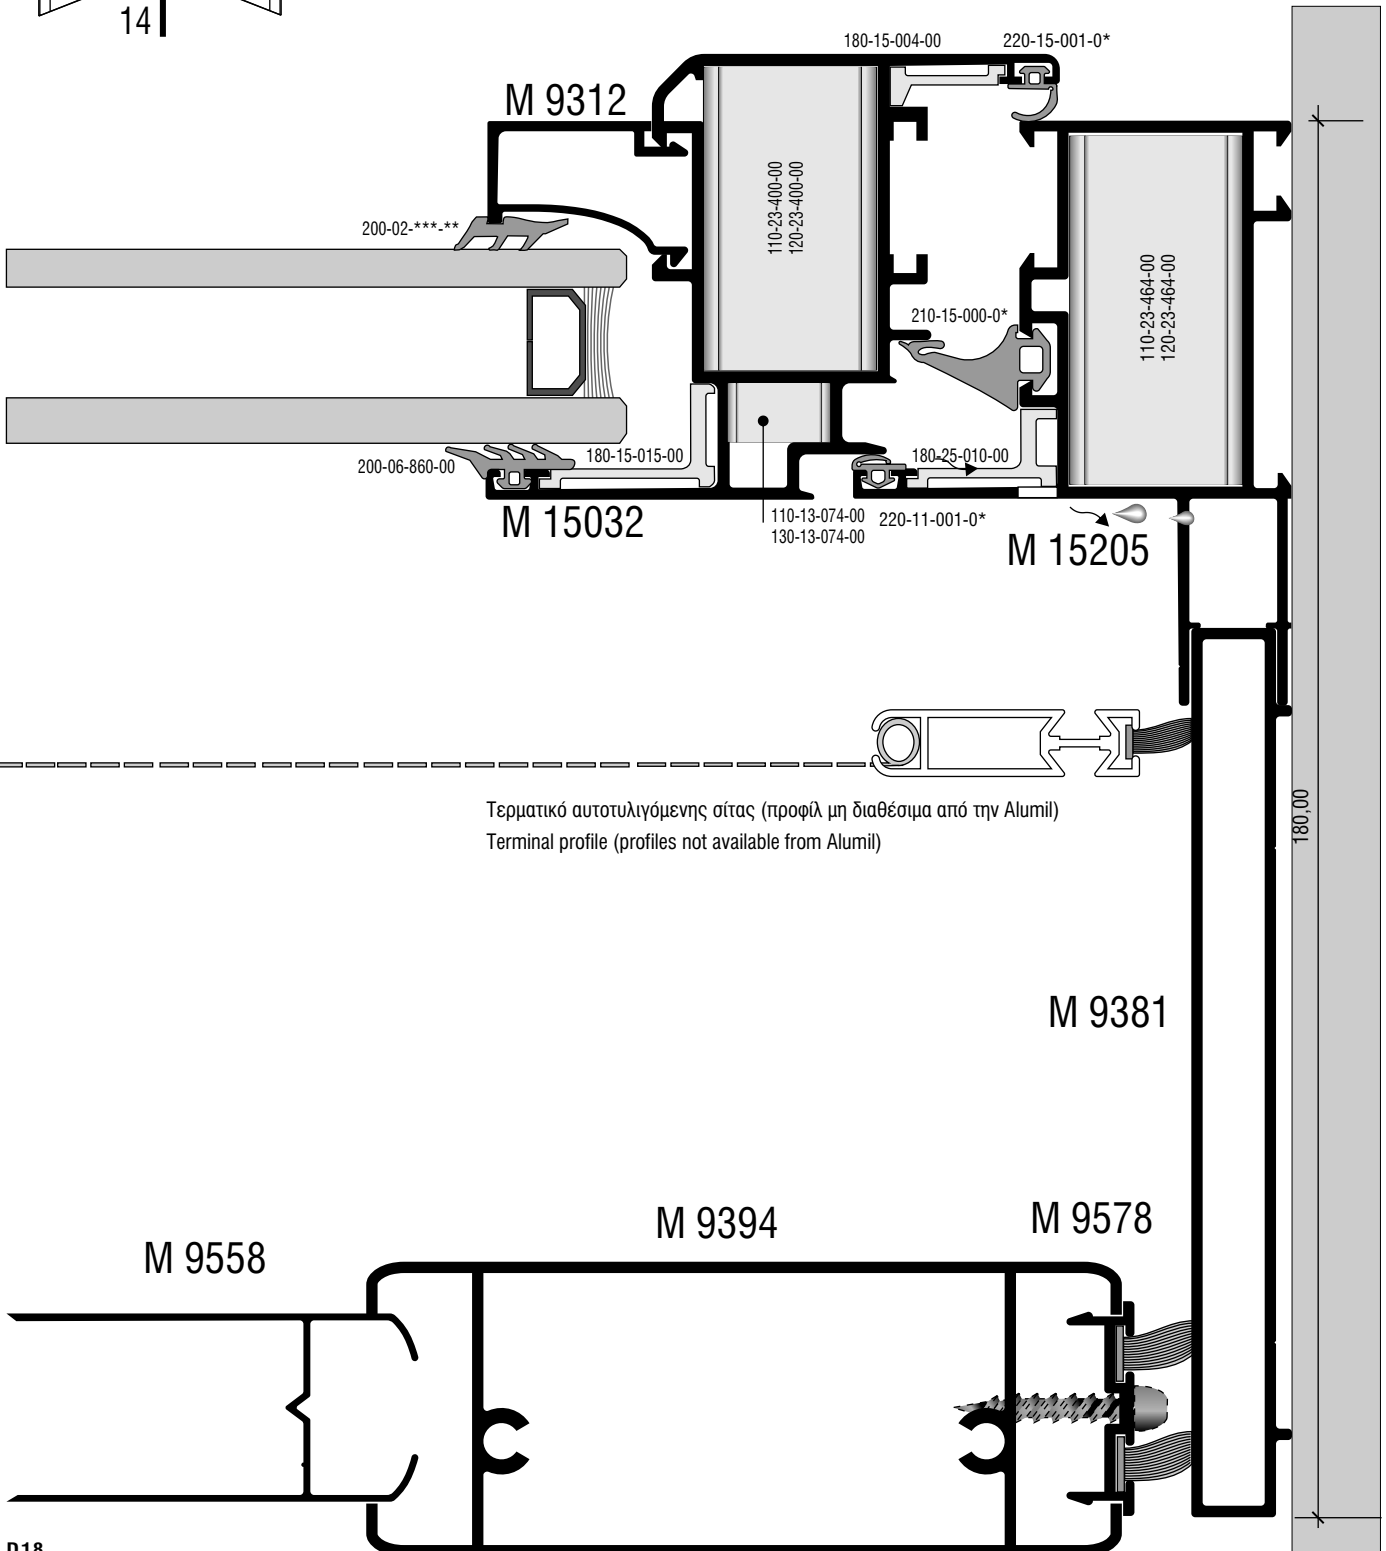 14
180-15-004-00
220-15-001-0*
M 9312
110-23-400-00
120-23-400-00
200-02-***-**
110-23-464-00
120-23-464-00
210-15-000-0*
200-06-860-00
180-15-015-00
180-25-010-00
M 15032
110-13-074-00
130-13-074-00
220-11-001-0*
M 15205
Τερματικό αυτοτυλιγόμενης σίτας (προφίλ μη διαθέσιμα από την Alumil)
Terminal profile (profiles not available from Alumil)
180,00
M 9381
M 9394
M 9578
M 9558
D18